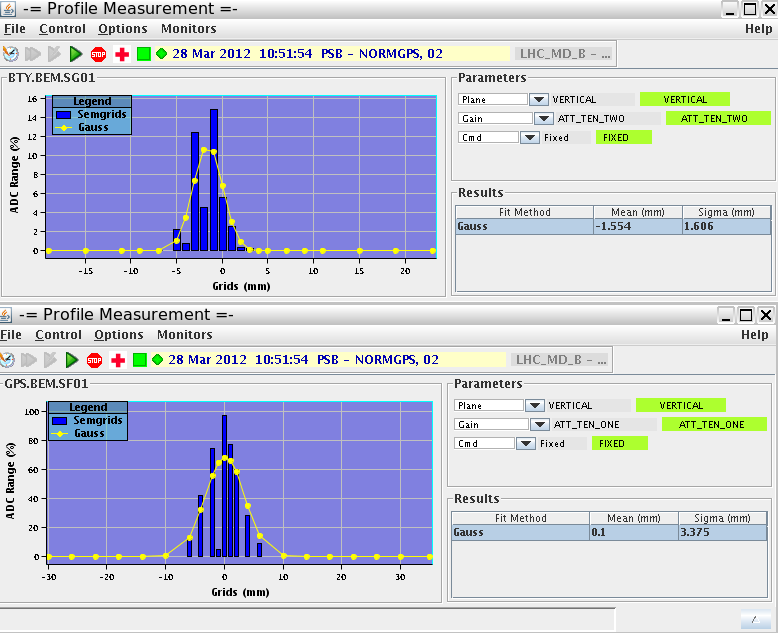 -= Profile Measurement =-
File Control Options Monitors Help
STOP 28 Mar 2012 10:51:54 PSB - NORMGPS, 02 LHC_MD_B - ...
BTY.BEM.SG01
Legend
Semgrids
Gauss
ADC Range (%)
16
14
12
10
8
6
4
2
0
-15 -10 -5 0 5 10 15 20
Grids (mm)
Parameters
Plane VERTICAL VERTICAL
Gain ATT_TEN_TWO ATT_TEN_TWO
Cmd Fixed FIXED
Results
Fit Method Mean (mm) Sigma (mm)
Gauss -1.554 1.606
-= Profile Measurement =-
File Control Options Monitors Help
STOP 28 Mar 2012 10:51:54 PSB - NORMGPS, 02 LHC_MD_B - ...
GPS.BEM.SF01
Legend
Semgrids
Gauss
ADC Range (%)
100
80
60
40
20
0
-30 -20 -10 0 10 20 30
Grids (mm)
Parameters
Plane VERTICAL VERTICAL
Gain ATT_TEN_ONE ATT_TEN_ONE
Cmd Fixed FIXED
Results
Fit Method Mean (mm) Sigma (mm)
Gauss 0.1 3.375